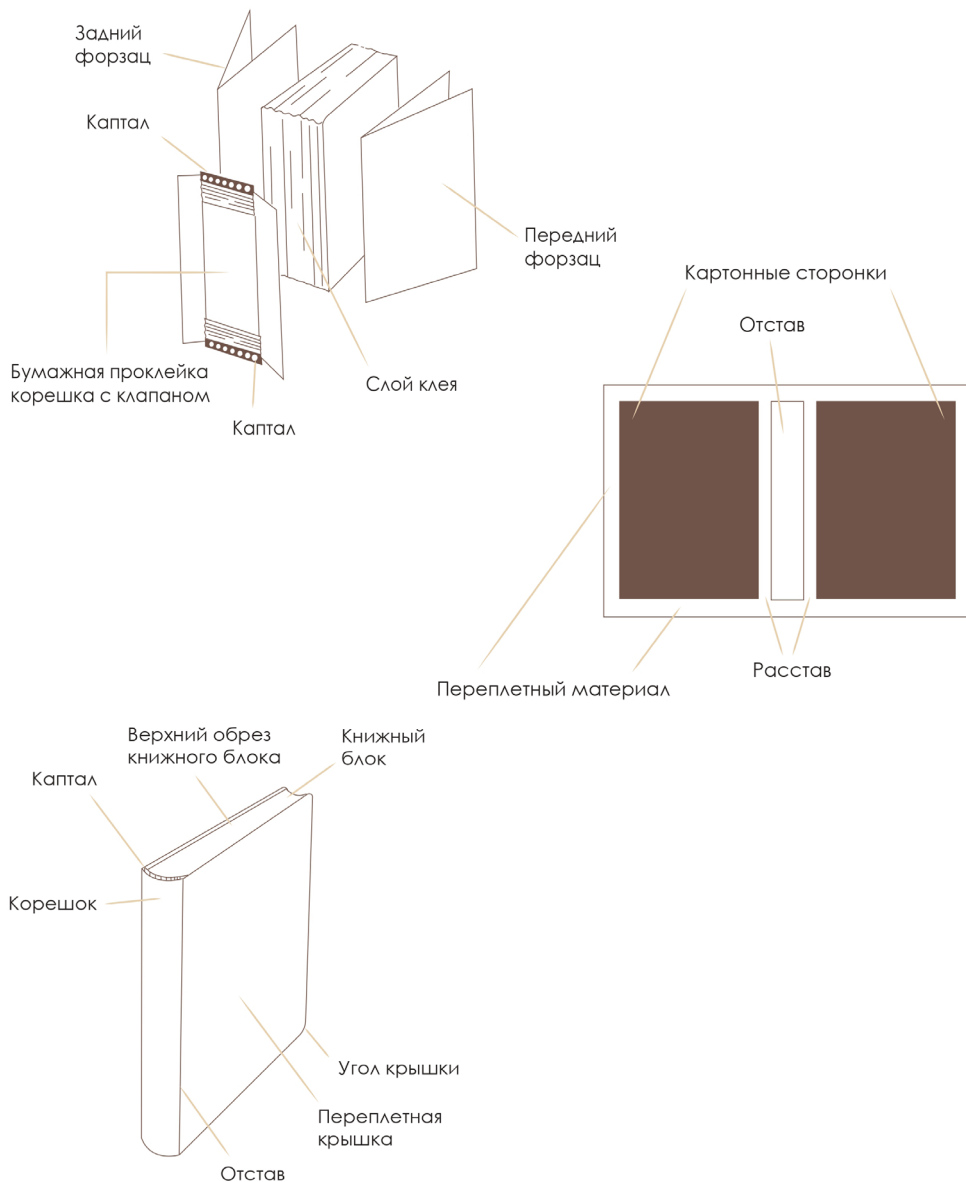 Задний
форзац
Каптал
Передний
форзац
Бумажная проклейка
корешка с клапаном
Слой клея
Каптал
Картонные сторонки
Отстав
Расстав
Переплетный материал
Верхний обрез
книжного блока
Книжный
блок
Каптал
Корешок
Угол крышки
Переплетная
крышка
Отстав